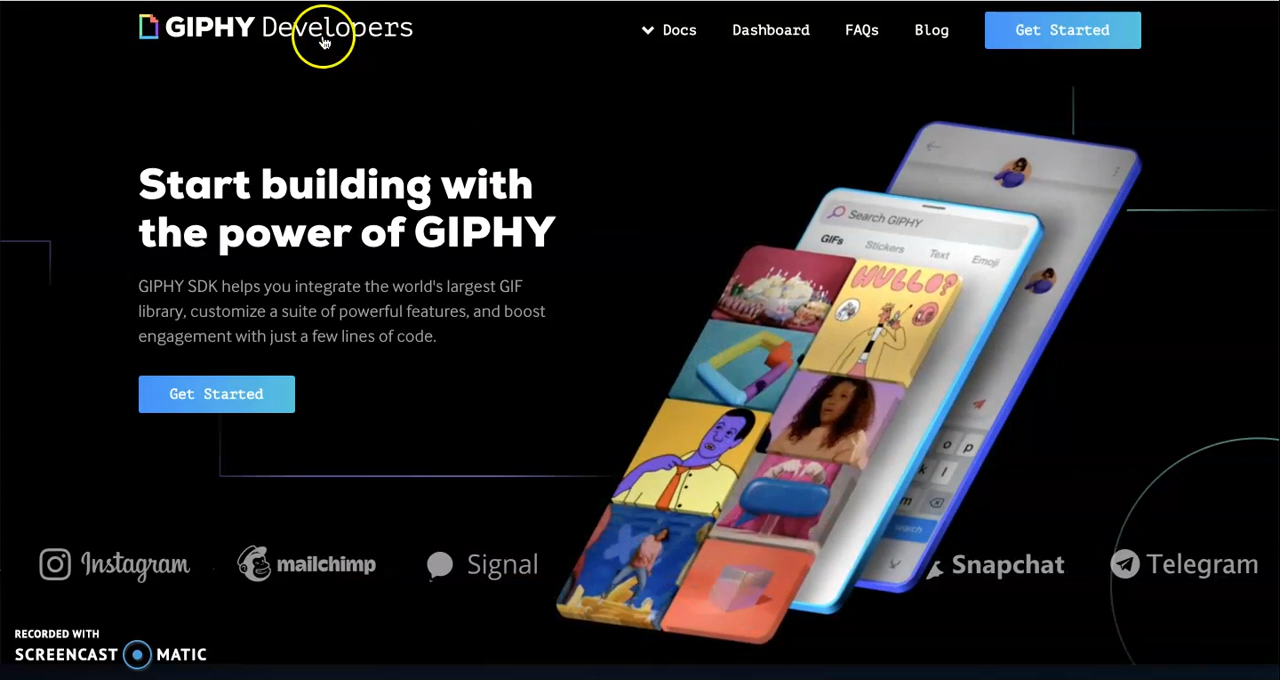 GIPHY Developers
Docs
Dashboard
FAQs
Blog
Get Started
Start building with
the power of GIPHY
GIPHY SDK helps you integrate the world's largest GIF
library, customize a suite of powerful features, and boost
engagement with just a few lines of code.
Get Started
Search GIPHY
GIFs
Stickers
Text
Emoji
HULLO?
o p
k l
m
search
Instagram
mailchimp
Signal
Snapchat
Telegram
RECORDED WITH
SCREENCAST MATIC